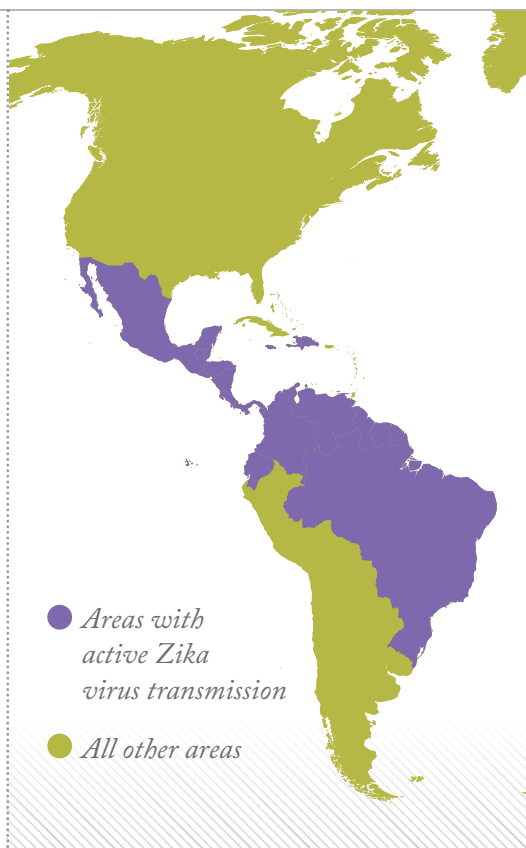 Areas with
active Zika
virus transmission
All other areas